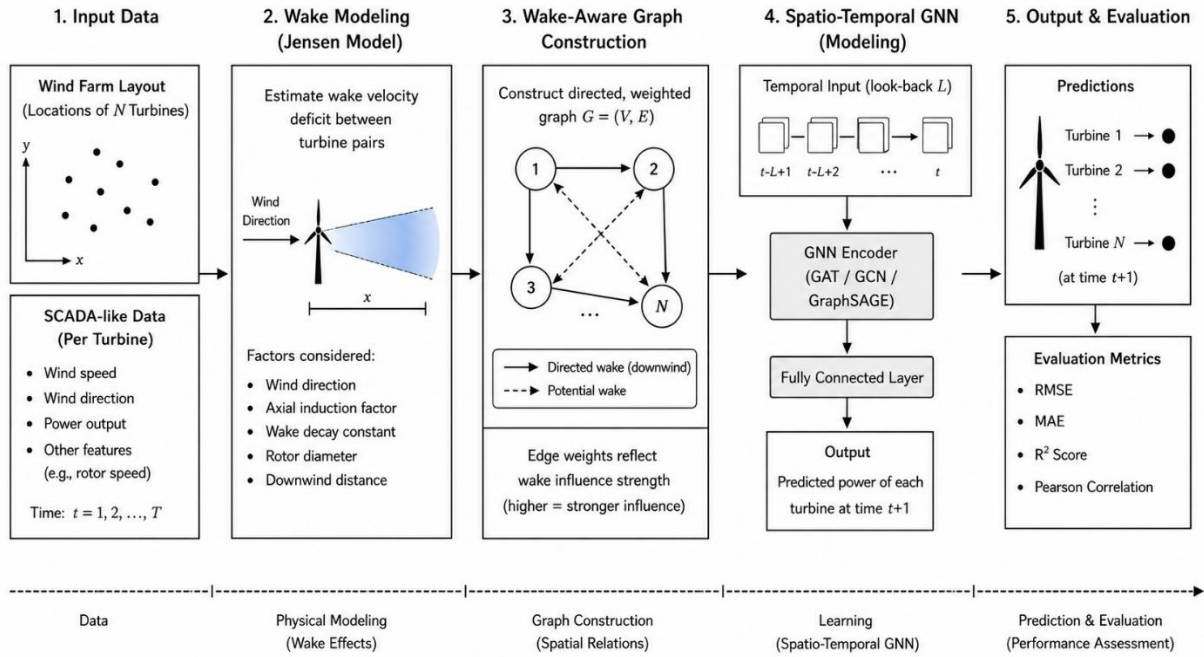 1. Input Data
Wind Farm Layout
(Locations of N Turbines)
y
x
SCADA-like Data
(Per Turbine)
• Wind speed
• Wind direction
• Power output
• Other features
(e.g., rotor speed)
Time: t = 1, 2, …, T
2. Wake Modeling
(Jensen Model)
Estimate wake velocity
deficit between
turbine pairs
Wind
Direction
x
Factors considered:
• Wind direction
• Axial induction factor
• Wake decay constant
• Rotor diameter
• Downwind distance
3. Wake-Aware Graph
Construction
Construct directed, weighted
graph G = (V, E)
1
2
3
…
N
Directed wake (downwind)
Potential wake
Edge weights reflect
wake influence strength
(higher = stronger influence)
4. Spatio-Temporal GNN
(Modeling)
Temporal Input (look-back L)
t-L+1 t-L+2 … t
GNN Encoder
(GAT / GCN /
GraphSAGE)
Fully Connected Layer
Output
Predicted power of each
turbine at time t+1
5. Output & Evaluation
Predictions
Turbine 1
Turbine 2
⋮
Turbine N
(at time t+1)
Evaluation Metrics
• RMSE
• MAE
• R² Score
• Pearson Correlation
Data
Physical Modeling
(Wake Effects)
Graph Construction
(Spatial Relations)
Learning
(Spatio-Temporal GNN)
Prediction & Evaluation
(Performance Assessment)